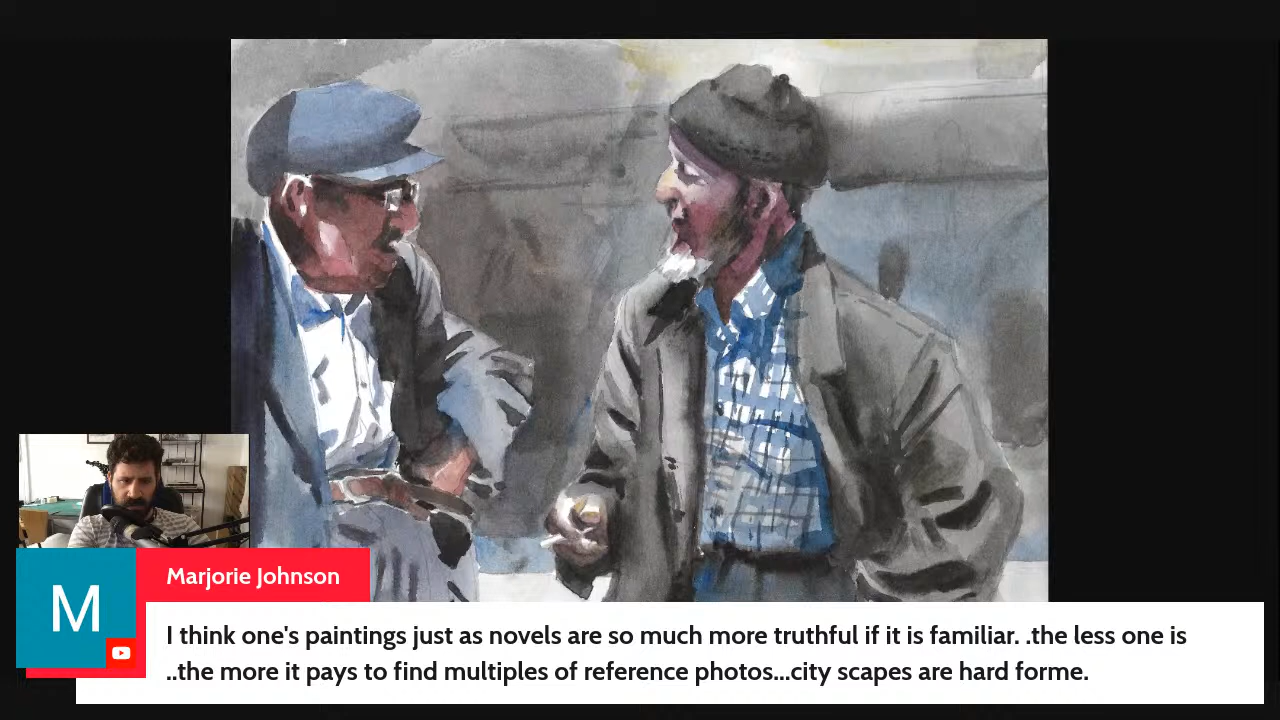 M
Marjorie Johnson
I think one's paintings just as novels are so much more truthful if it is familiar. .the less one is
..the more it pays to find multiples of reference photos...city scapes are hard forme.